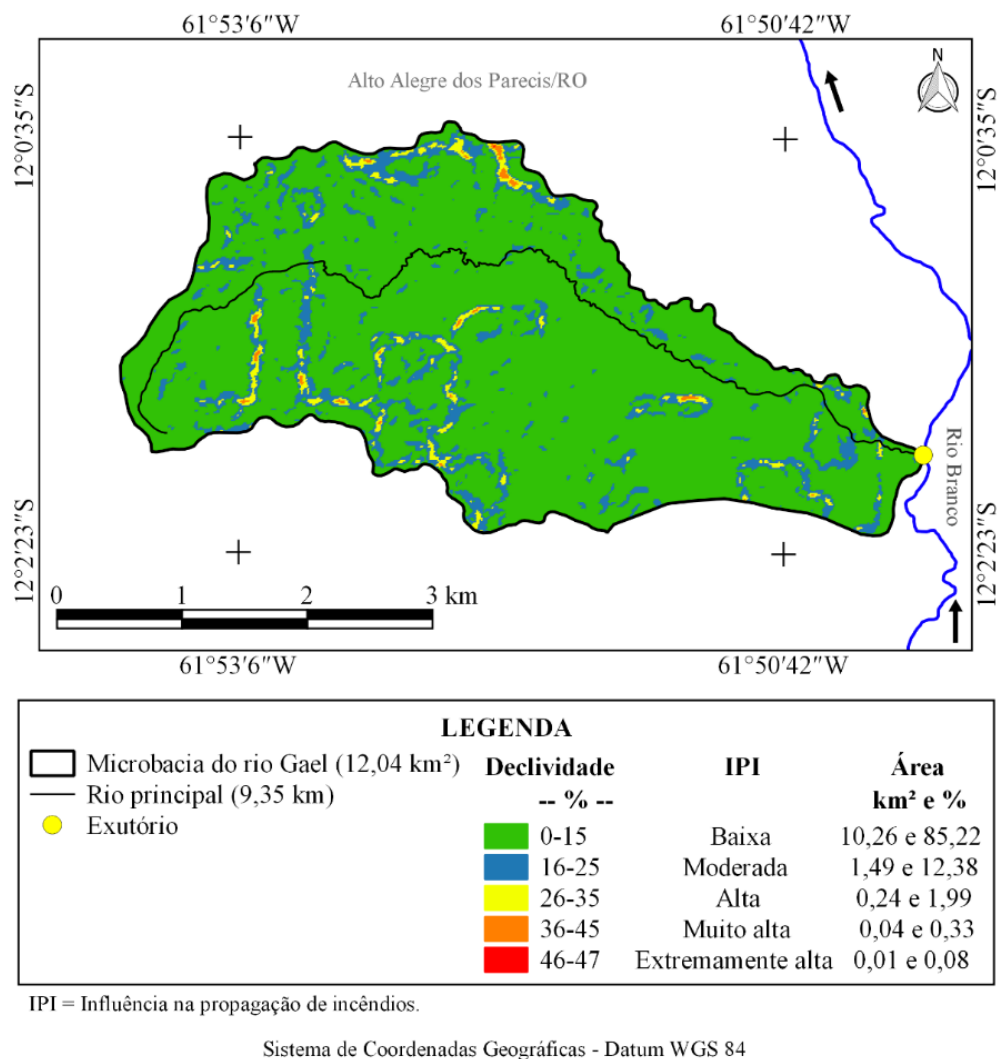 61°53′6″W 61°50′42″W
Alto Alegre dos Parecis/RO
N
12°0′35″S 12°0′35″S
Rio Branco
12°2′23″S 12°2′23″S
0 1 2 3 km
61°53′6″W 61°50′42″W
LEGENDA
Microbacia do rio Gael (12,04 km²)
Rio principal (9,35 km)
Exutório
Declividade IPI Área
-- % -- km² e %
0-15 Baixa 10,26 e 85,22
16-25 Moderada 1,49 e 12,38
26-35 Alta 0,24 e 1,99
36-45 Muito alta 0,04 e 0,33
46-47 Extremamente alta 0,01 e 0,08
IPI = Influência na propagação de incêndios.
Sistema de Coordenadas Geográficas - Datum WGS 84